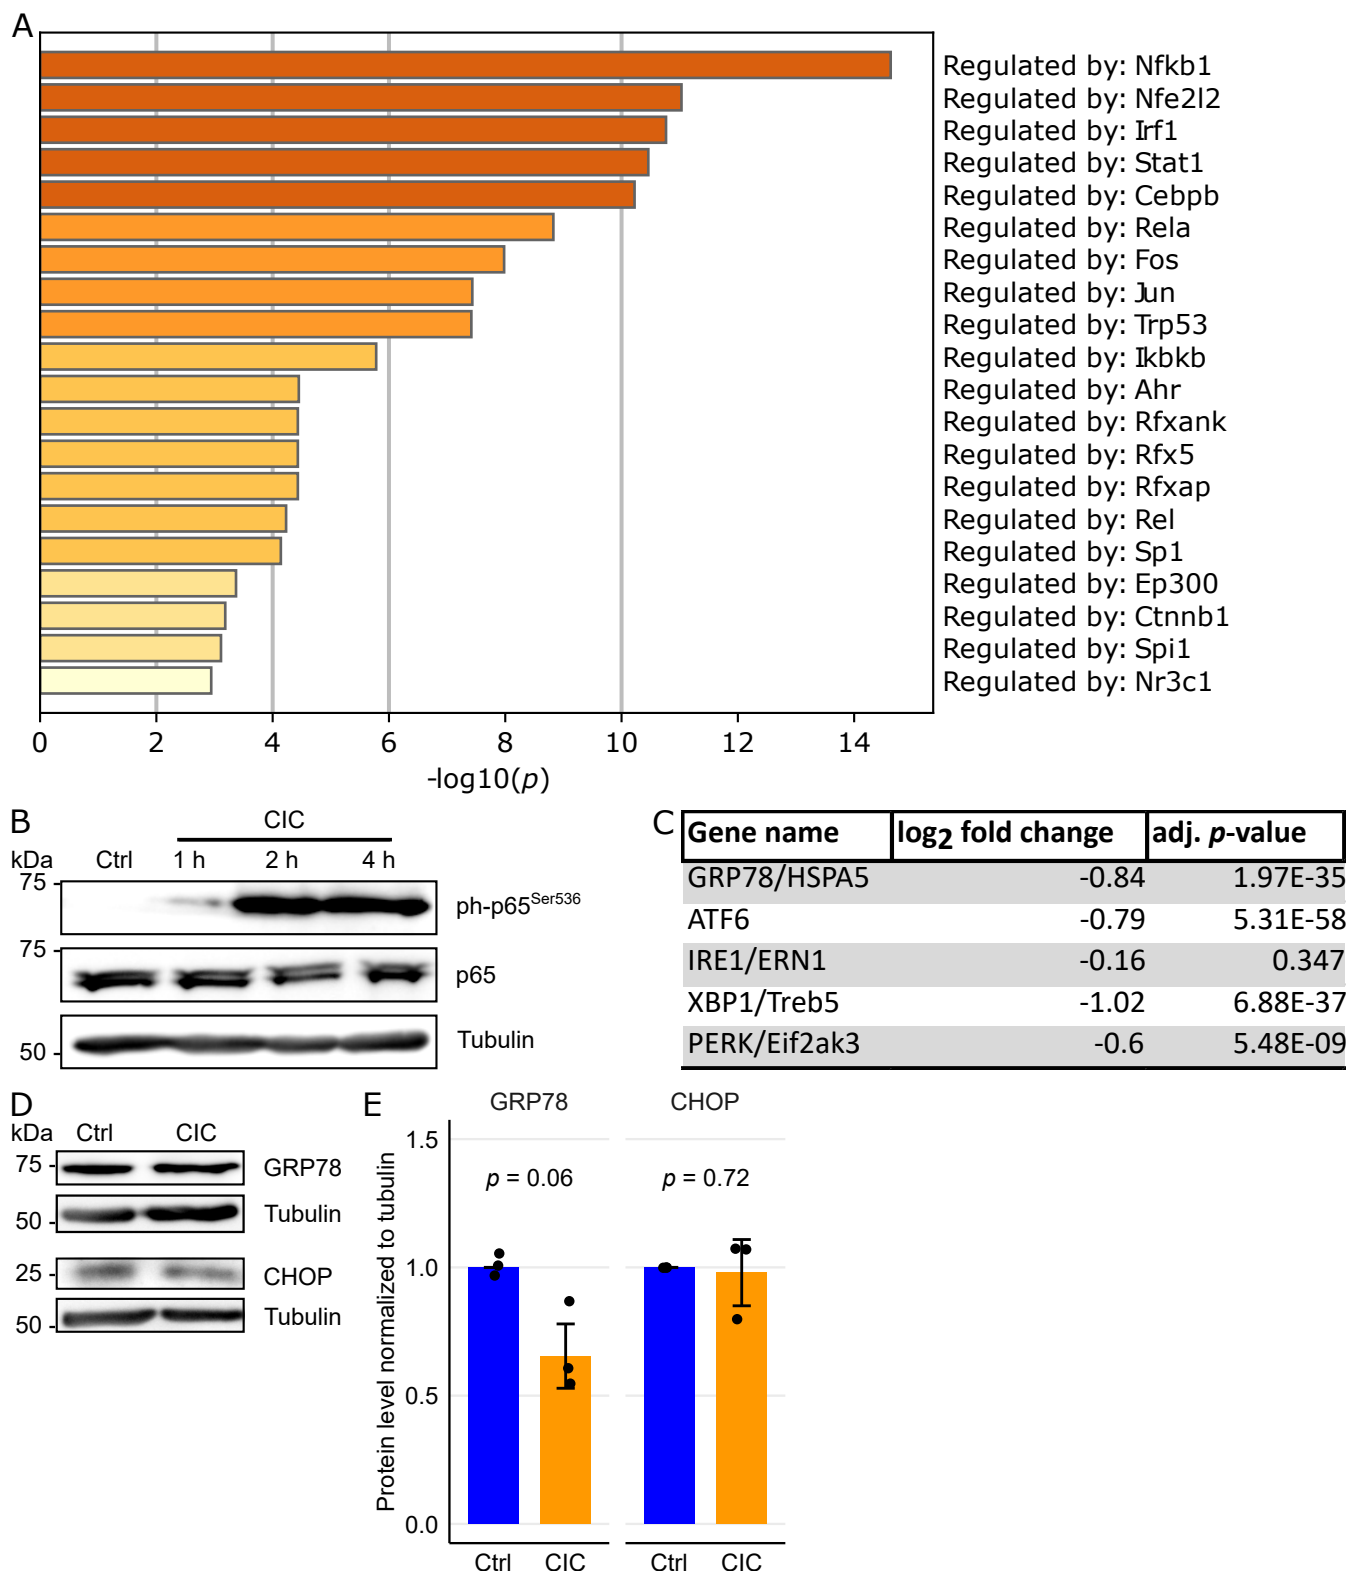 A
Regulated by: Nfkb1
Regulated by: Nfe2l2
Regulated by: Irf1
Regulated by: Stat1
Regulated by: Cebpb
Regulated by: Rela
Regulated by: Fos
Regulated by: Jun
Regulated by: Trp53
Regulated by: Ikbkb
Regulated by: Ahr
Regulated by: Rfxank
Regulated by: Rfx5
Regulated by: Rfxap
Regulated by: Rel
Regulated by: Sp1
Regulated by: Ep300
Regulated by: Ctnnb1
Regulated by: Spi1
Regulated by: Nr3c1
0 2 4 6 8 10 12 14
-log10(p)
B
CIC
kDa Ctrl 1 h 2 h 4 h
75
ph-p65Ser536
75
p65
50
Tubulin
C
Gene name log2 fold change adj. p-value
GRP78/HSPA5 -0.84 1.97E-35
ATF6 -0.79 5.31E-58
IRE1/ERN1 -0.16 0.347
XBP1/Treb5 -1.02 6.88E-37
PERK/Eif2ak3 -0.6 5.48E-09
D
kDa Ctrl CIC
75 GRP78
50 Tubulin
25 CHOP
50 Tubulin
E
GRP78 CHOP
Protein level normalized to tubulin
1.5
p = 0.06 p = 0.72
1.0
0.5
0.0
Ctrl CIC Ctrl CIC